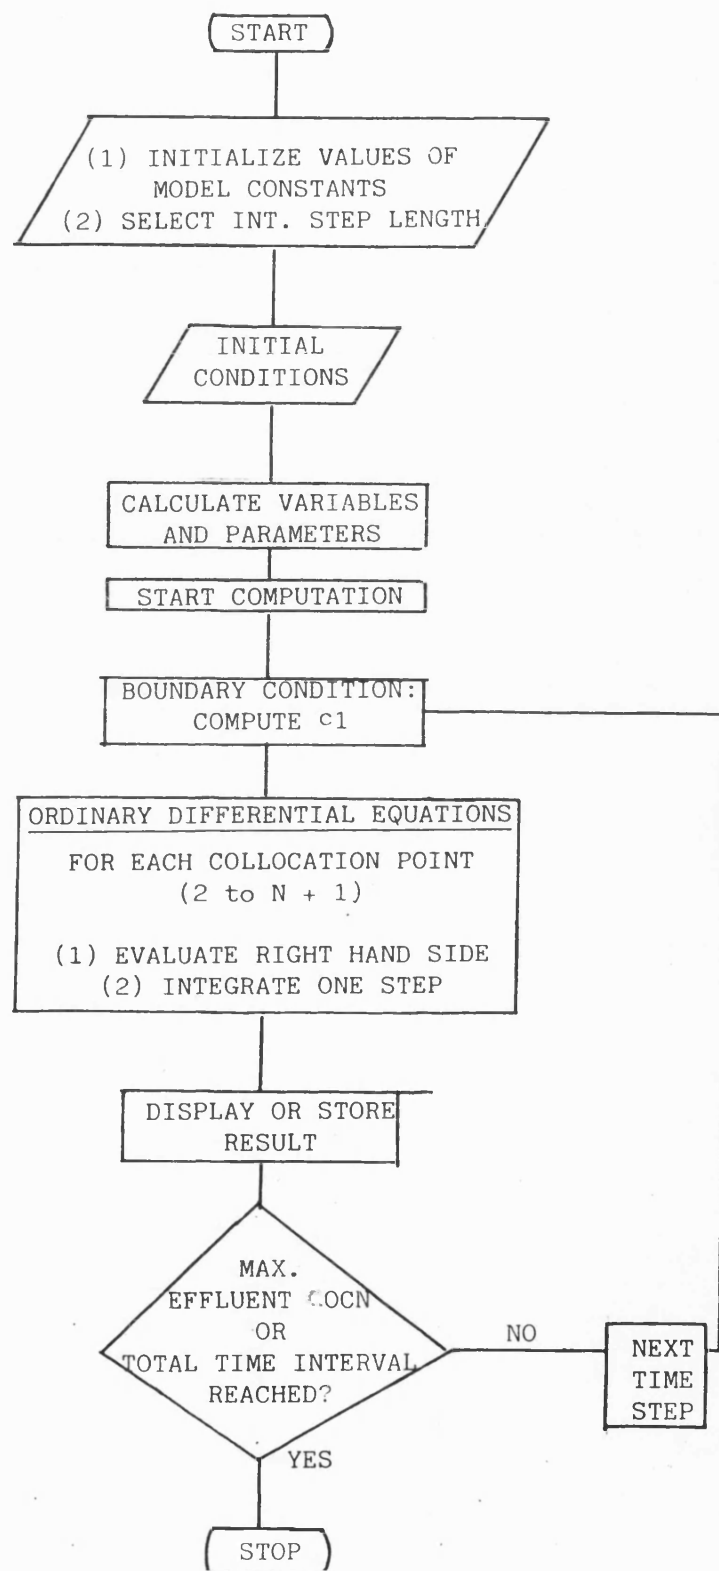 START
(1) INITIALIZE VALUES OF
MODEL CONSTANTS
(2) SELECT INT. STEP LENGTH
INITIAL
CONDITIONS
CALCULATE VARIABLES
AND PARAMETERS
START COMPUTATION
BOUNDARY CONDITION:
COMPUTE c1
ORDINARY DIFFERENTIAL EQUATIONS
FOR EACH COLLOCATION POINT
(2 to N + 1)
(1) EVALUATE RIGHT HAND SIDE
(2) INTEGRATE ONE STEP
DISPLAY OR STORE
RESULT
MAX.
EFFLUENT COCN
OR
TOTAL TIME INTERVAL
REACHED?
NO
NEXT
TIME
STEP
YES
STOP